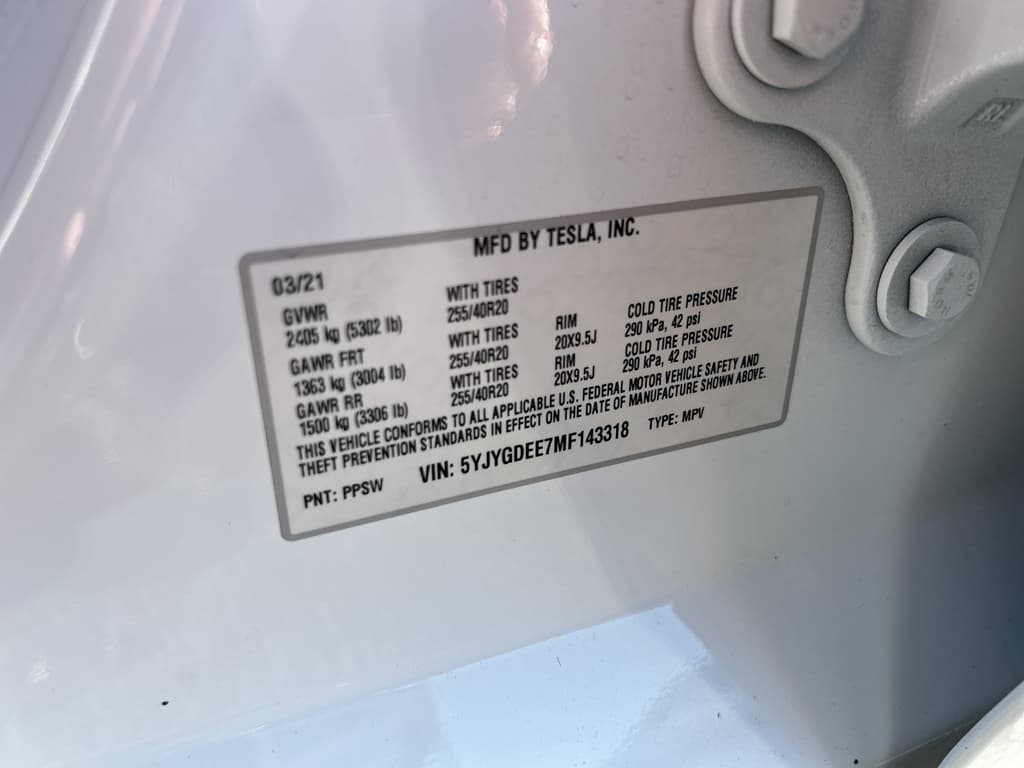 MFD BY TESLA, INC.
03/21
GVWR WITH TIRES
2405 kg (5302 lb) 255/40R20
GAWR FRT WITH TIRES RIM COLD TIRE PRESSURE
1363 kg (3004 lb) 255/40R20 20X9.5J 290 kPa, 42 psi
GAWR RR WITH TIRES RIM COLD TIRE PRESSURE
1500 kg (3306 lb) 255/40R20 20X9.5J 290 kPa, 42 psi
THIS VEHICLE CONFORMS TO ALL APPLICABLE U.S. FEDERAL MOTOR VEHICLE SAFETY AND
THEFT PREVENTION STANDARDS IN EFFECT ON THE DATE OF MANUFACTURE SHOWN ABOVE.
PNT: PPSW VIN: 5YJYGDEE7MF143318 TYPE: MPV